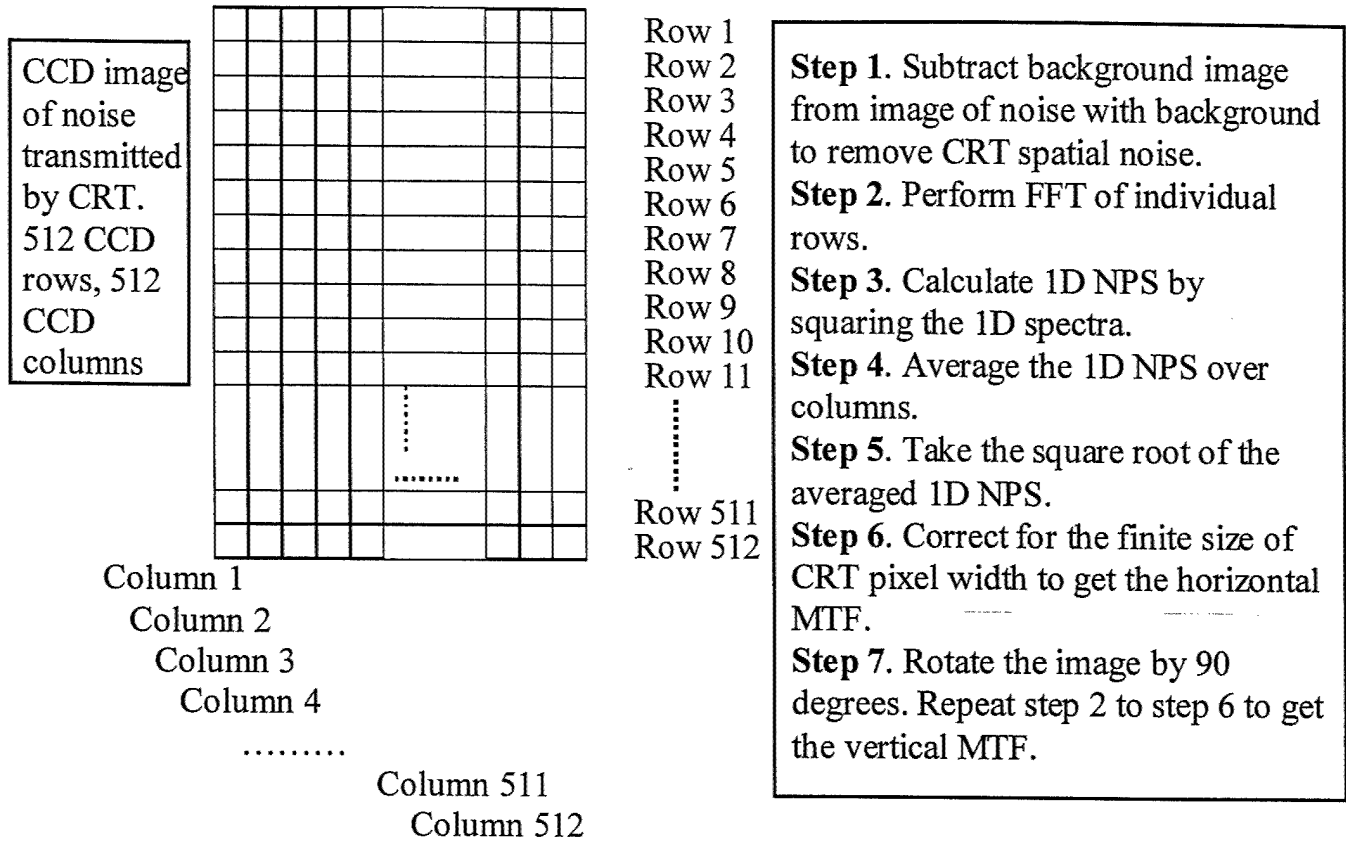 CCD image
of noise
transmitted
by CRT.
512 CCD
rows, 512
CCD
columns
Row 1
Row 2
Row 3
Row 4
Row 5
Row 6
Row 7
Row 8
Row 9
Row 10
Row 11
Row 511
Row 512
Column 1
Column 2
Column 3
Column 4
.........
Column 511
Column 512
Step 1. Subtract background image
from image of noise with background
to remove CRT spatial noise.
Step 2. Perform FFT of individual
rows.
Step 3. Calculate 1D NPS by
squaring the 1D spectra.
Step 4. Average the 1D NPS over
columns.
Step 5. Take the square root of the
averaged 1D NPS.
Step 6. Correct for the finite size of
CRT pixel width to get the horizontal
MTF.
Step 7. Rotate the image by 90
degrees. Repeat step 2 to step 6 to get
the vertical MTF.